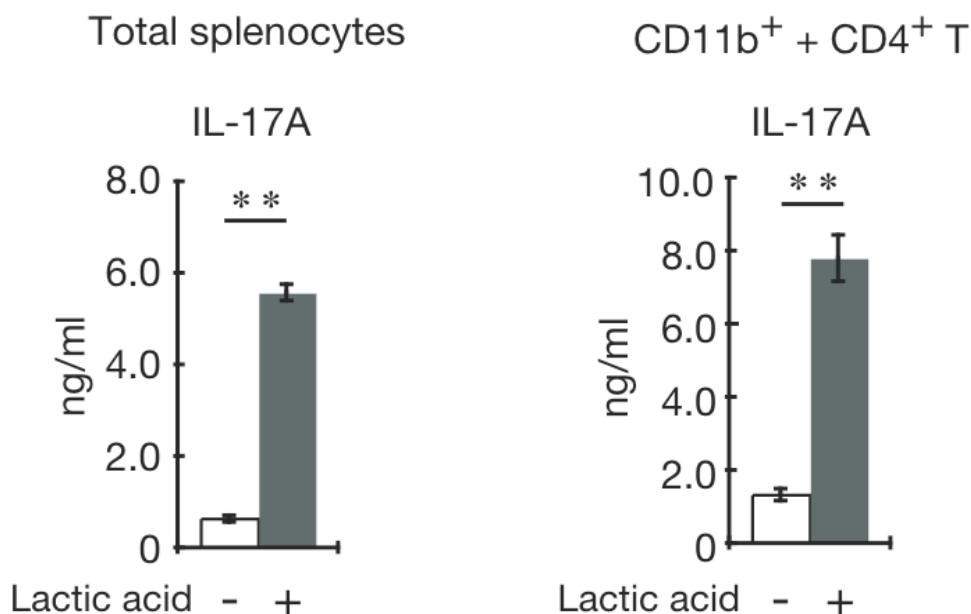 Total splenocytes
IL-17A
ng/ml
8.0
6.0
4.0
2.0
0
**
Lactic acid - +
CD11b⁺ + CD4⁺ T
IL-17A
ng/ml
10.0
8.0
6.0
4.0
2.0
0
**
Lactic acid - +